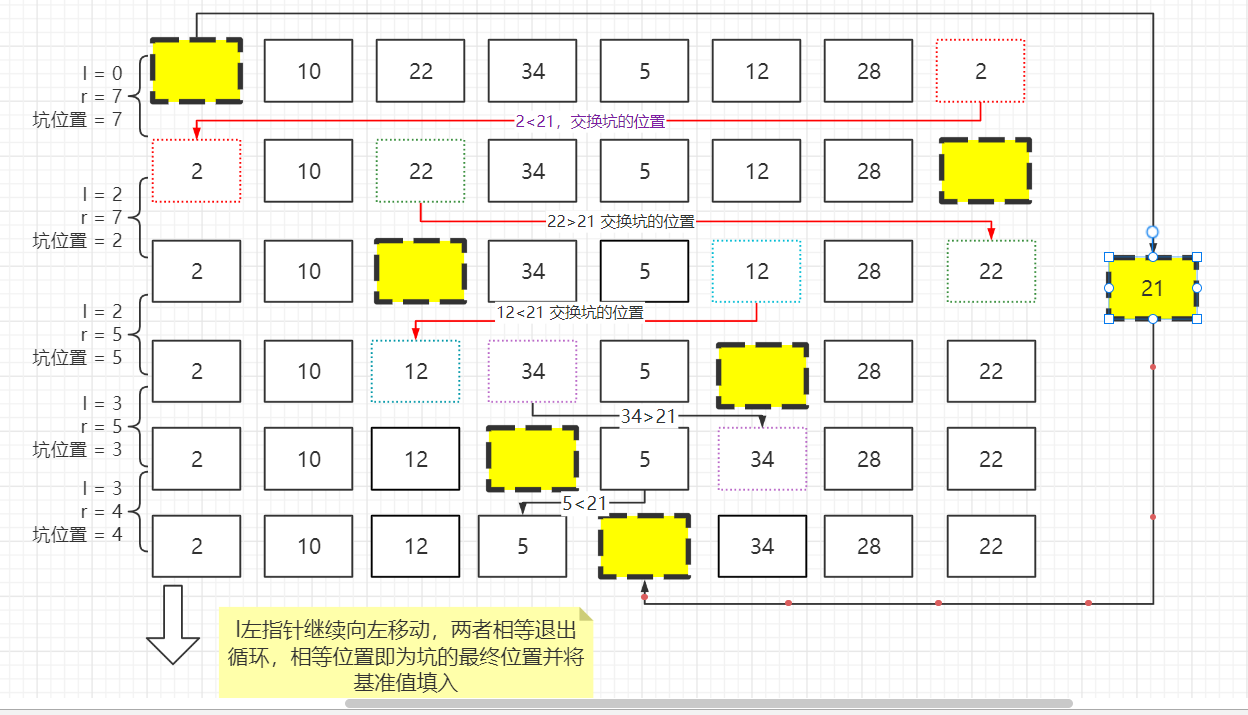 10 22 34 5 12 28 2
l = 0
r = 7
坑位置 = 7
2<21，交换坑的位置
2 10 22 34 5 12 28
l = 2
r = 7
坑位置 = 2
22>21 交换坑的位置
2 10 34 5 12 28 22
21
l = 2
r = 5
坑位置 = 5
12<21 交换坑的位置
2 10 12 34 5 28 22
l = 3
r = 5
坑位置 = 3
34>21
2 10 12 5 34 28 22
l = 3
r = 4
坑位置 = 4
5<21
2 10 12 5 34 28 22
l左指针继续向左移动，两者相等退出
循环，相等位置即为坑的最终位置并将
基准值填入